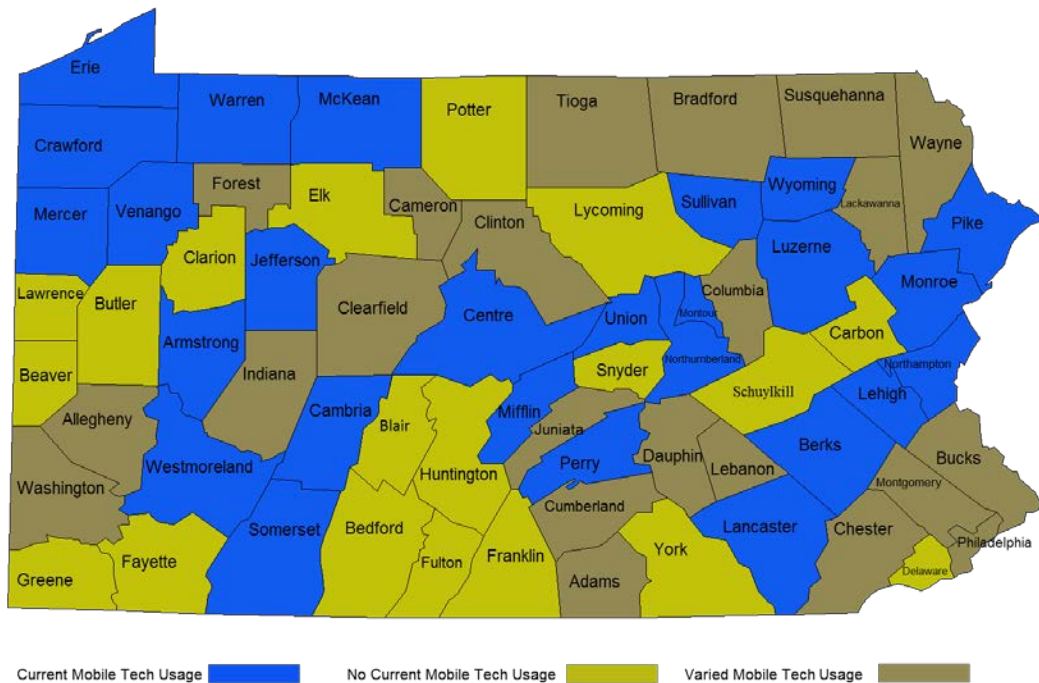 Erie
Warren
McKean
Potter
Tioga
Bradford
Susquehanna
Wayne
Crawford
Forest
Elk
Cameron
Clinton
Lycoming
Sullivan
Wyoming
Lackawanna
Pike
Mercer
Venango
Clarion
Jefferson
Clearfield
Centre
Union
Montour
Columbia
Luzerne
Monroe
Lawrence
Butler
Armstrong
Indiana
Snyder
Northumberland
Schuylkill
Carbon
Northampton
Beaver
Allegheny
Cambria
Blair
Huntington
Mifflin
Juniata
Perry
Dauphin
Lebanon
Berks
Lehigh
Bucks
Washington
Westmoreland
Somerset
Bedford
Fulton
Franklin
Cumberland
Adams
York
Lancaster
Chester
Montgomery
Philadelphia
Delaware
Greene
Fayette
Current Mobile Tech Usage
No Current Mobile Tech Usage
Varied Mobile Tech Usage